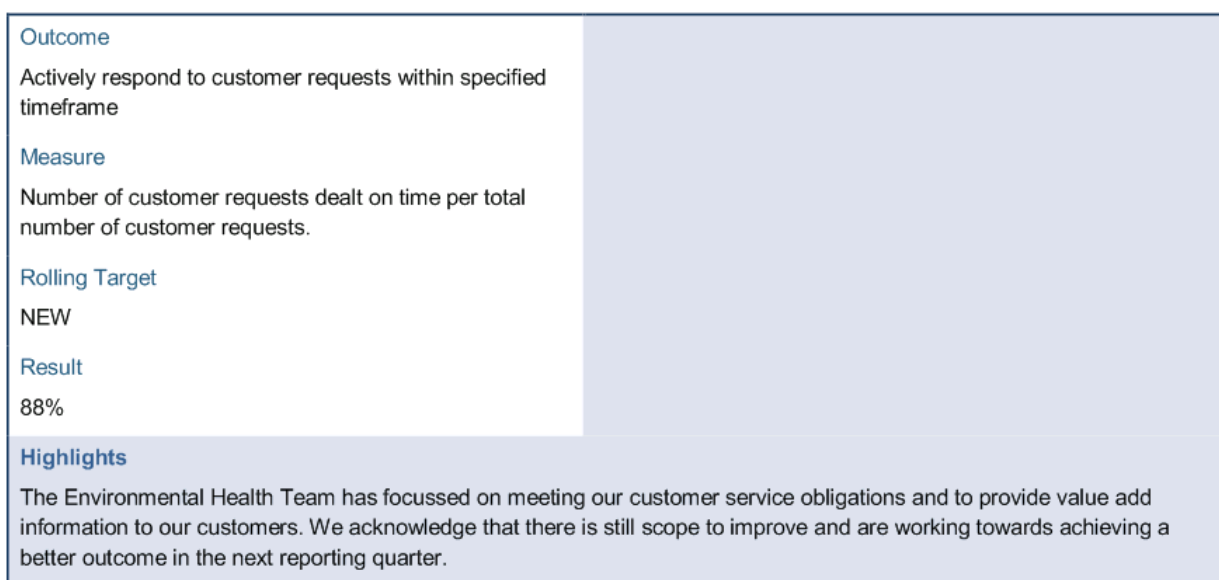 Outcome
Actively respond to customer requests within specified
timeframe
Measure
Number of customer requests dealt on time per total
number of customer requests.
Rolling Target
NEW
Result
88%
Highlights
The Environmental Health Team has focussed on meeting our customer service obligations and to provide value add
information to our customers. We acknowledge that there is still scope to improve and are working towards achieving a
better outcome in the next reporting quarter.